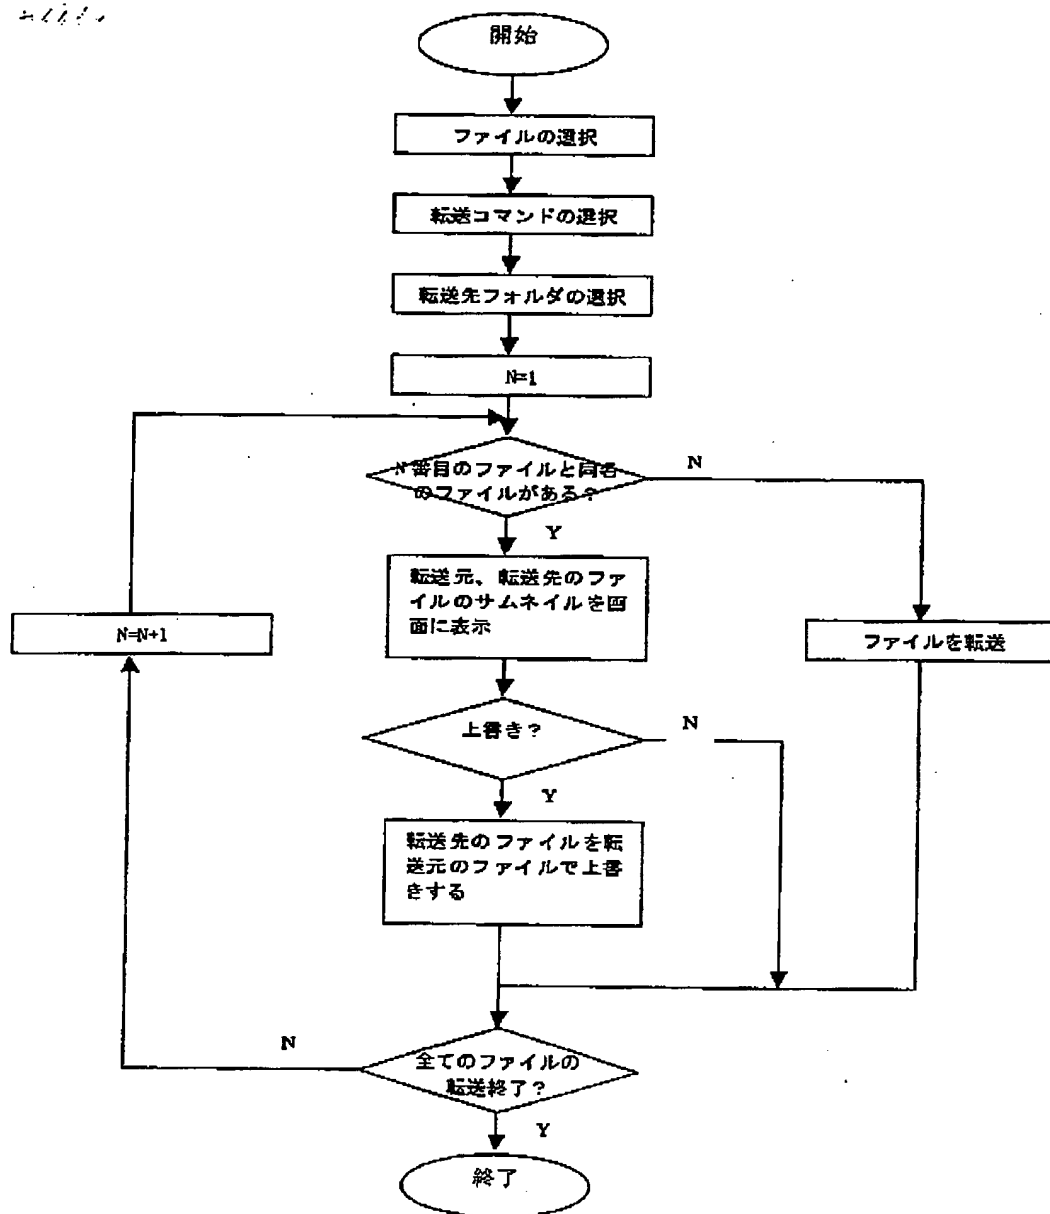 開始
ファイルの選択
転送コマンドの選択
転送先フォルダの選択
N=1
N番目のファイルと同名
のファイルがある？
N
Y
転送元、転送先のファ
イルのサムネイルを画
面に表示
N=N+1
ファイルを転送
上書き？
N
Y
転送先のファイルを転
送元のファイルで上書
きする
N
全てのファイルの
転送終了？
Y
終了